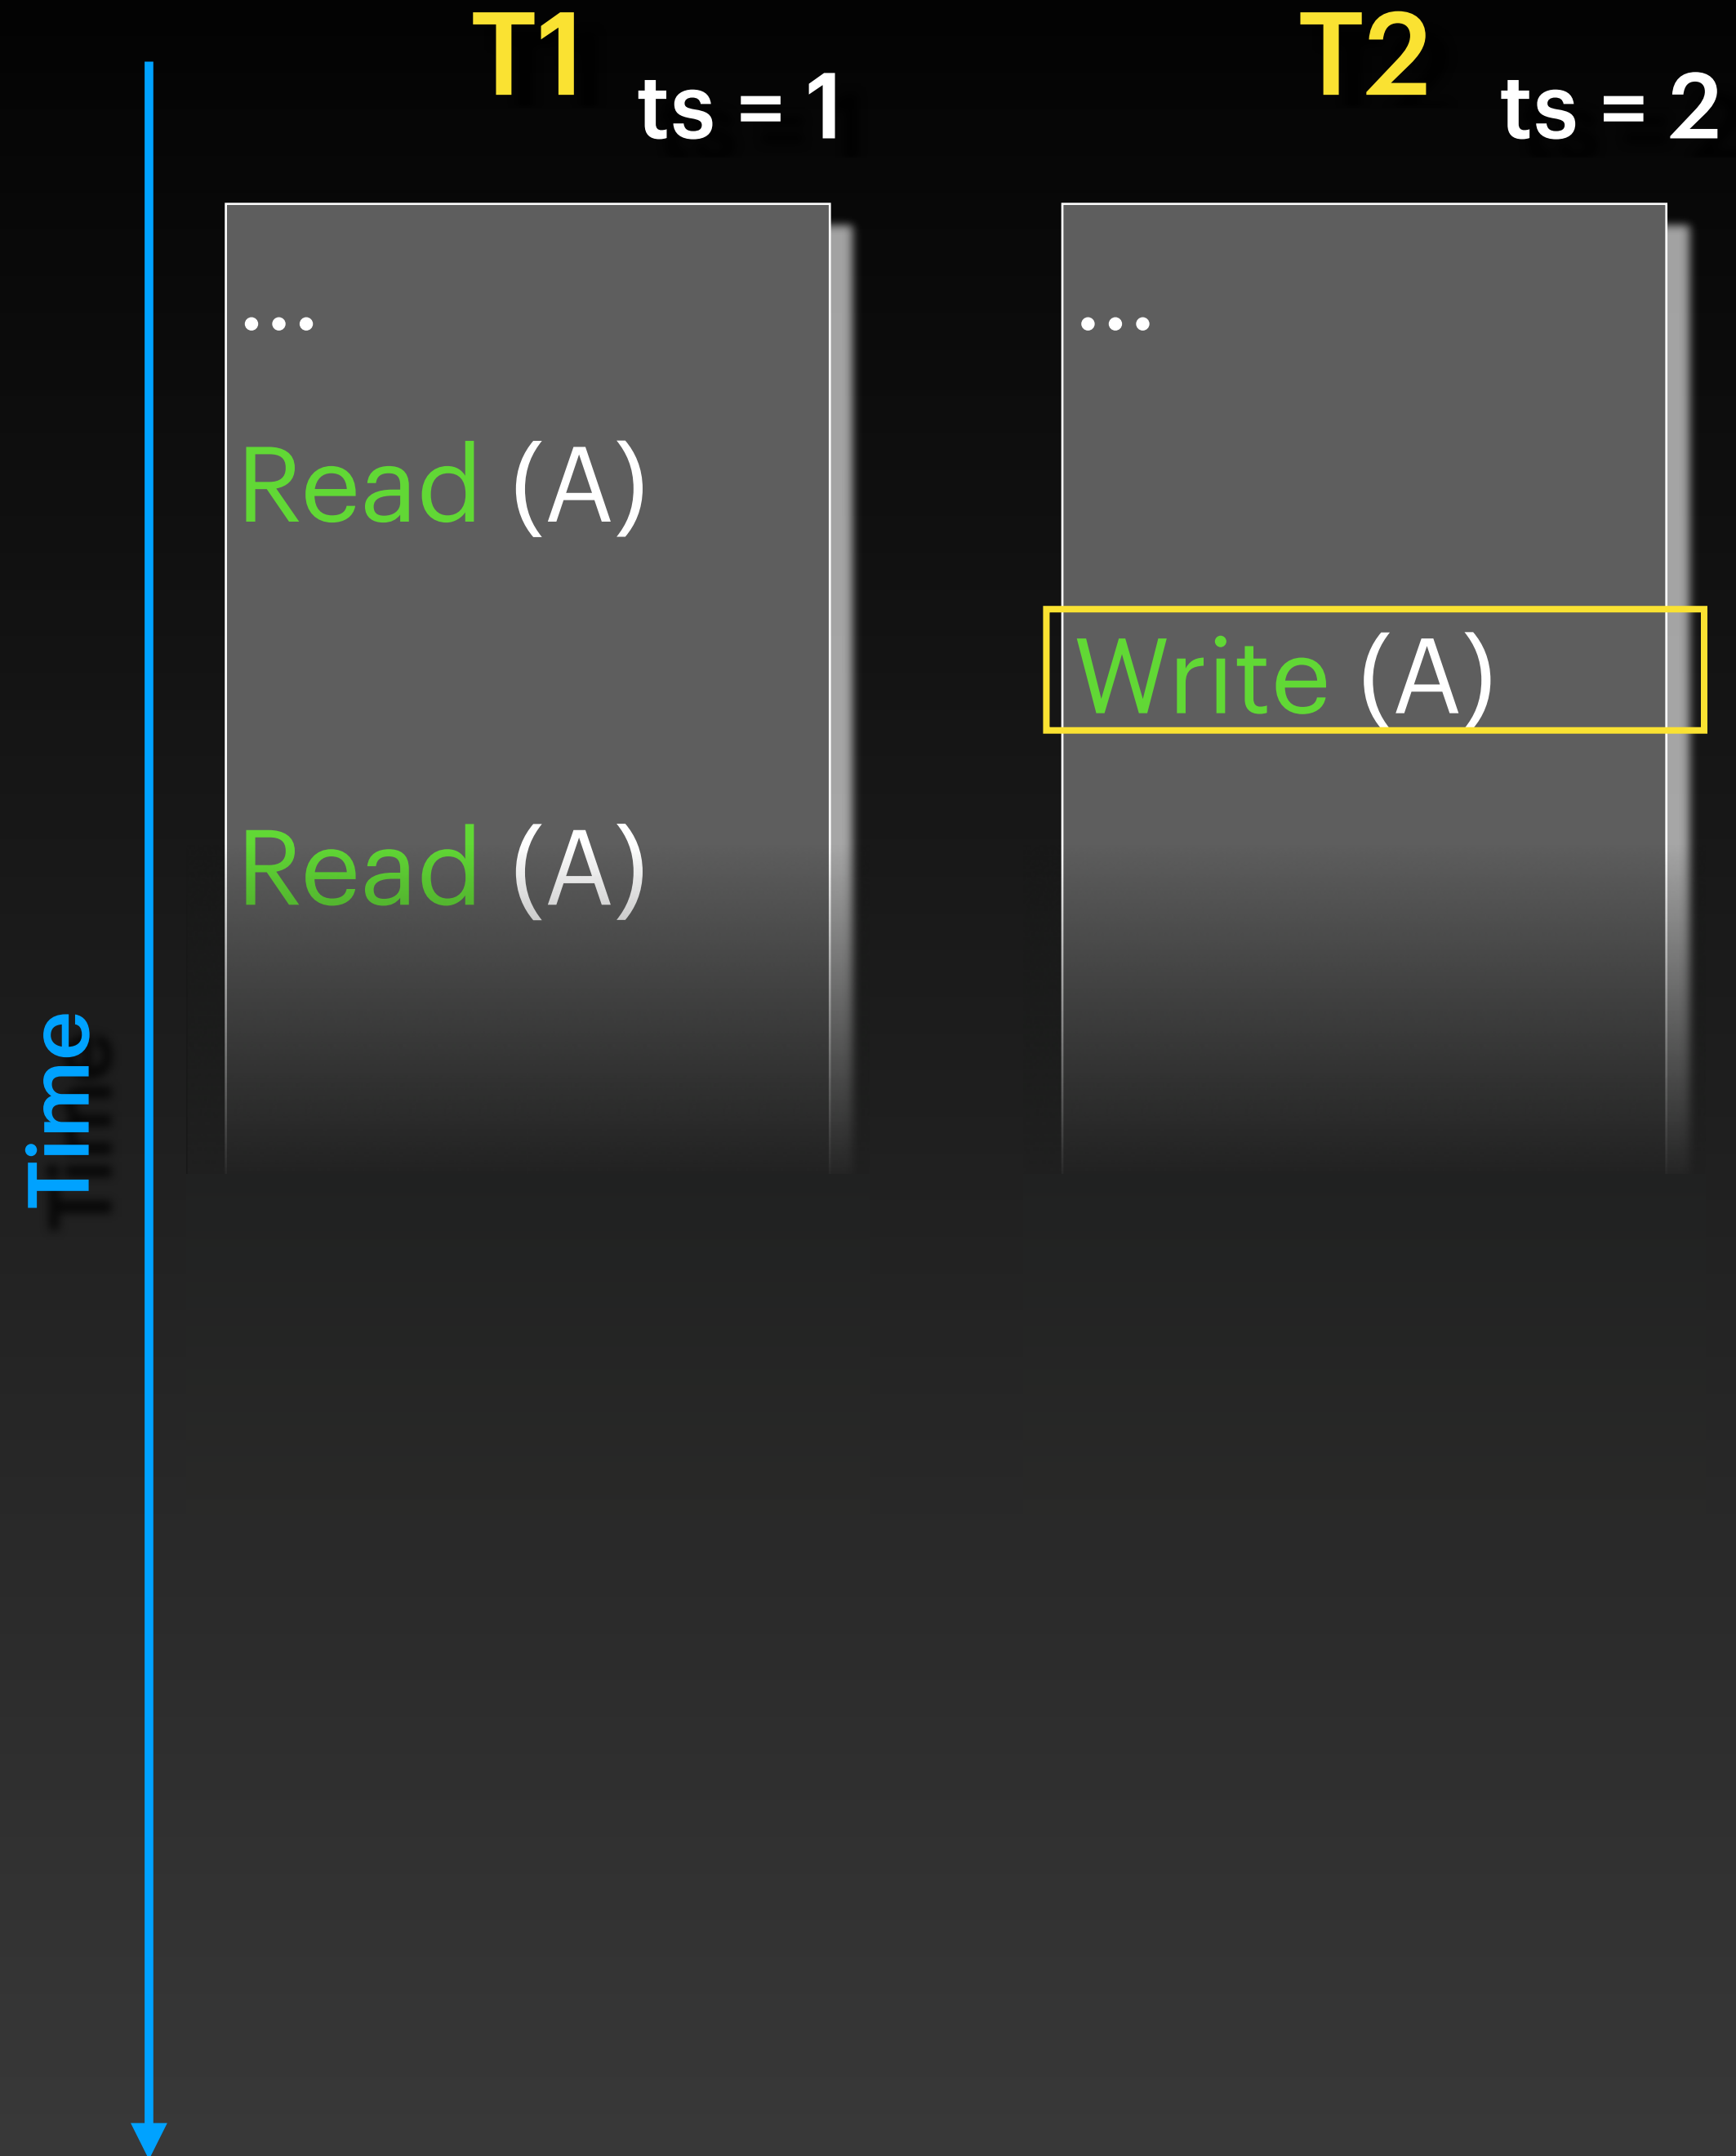 T1
ts = 1
T2
ts = 2
...
...
Read (A)
Write (A)
Read (A)
Time